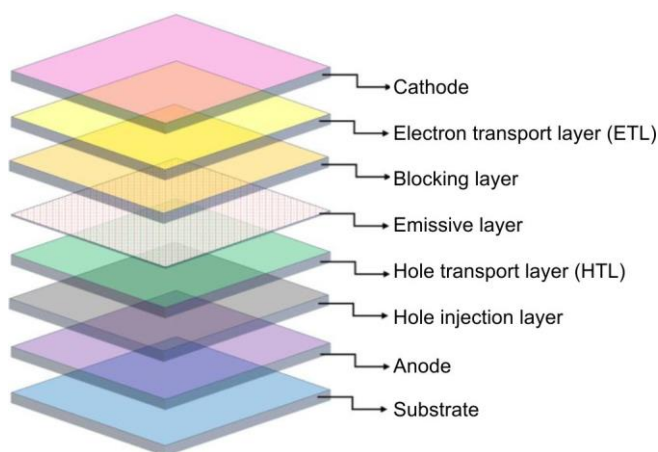 Cathode
Electron transport layer (ETL)
Blocking layer
Emissive layer
Hole transport layer (HTL)
Hole injection layer
Anode
Substrate